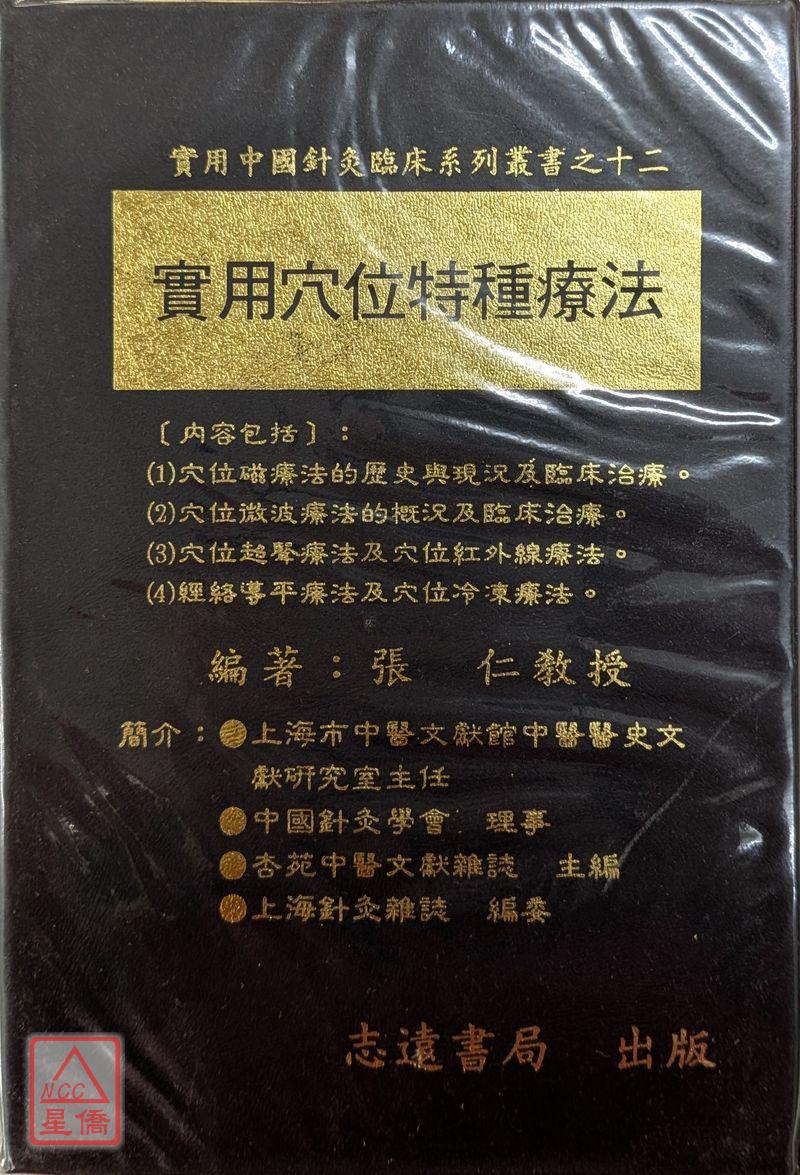 實用中國針灸臨床系列叢書之十二
實用穴位特種療法
〔內容包括〕：
(1)穴位磁療法的歷史與現況及臨床治療。
(2)穴位微波療法的概況及臨床治療。
(3)穴位超聲療法及穴位紅外線療法。
(4)經絡導平療法及穴位冷凍療法。
編著：張 仁教授
簡介：●上海市中醫文獻館中醫醫史文
獻研究室主任
●中國針灸學會 理事
●杏苑中醫文獻雜誌 主編
●上海針灸雜誌 編委
志遠書局 出版
NCC
星僑